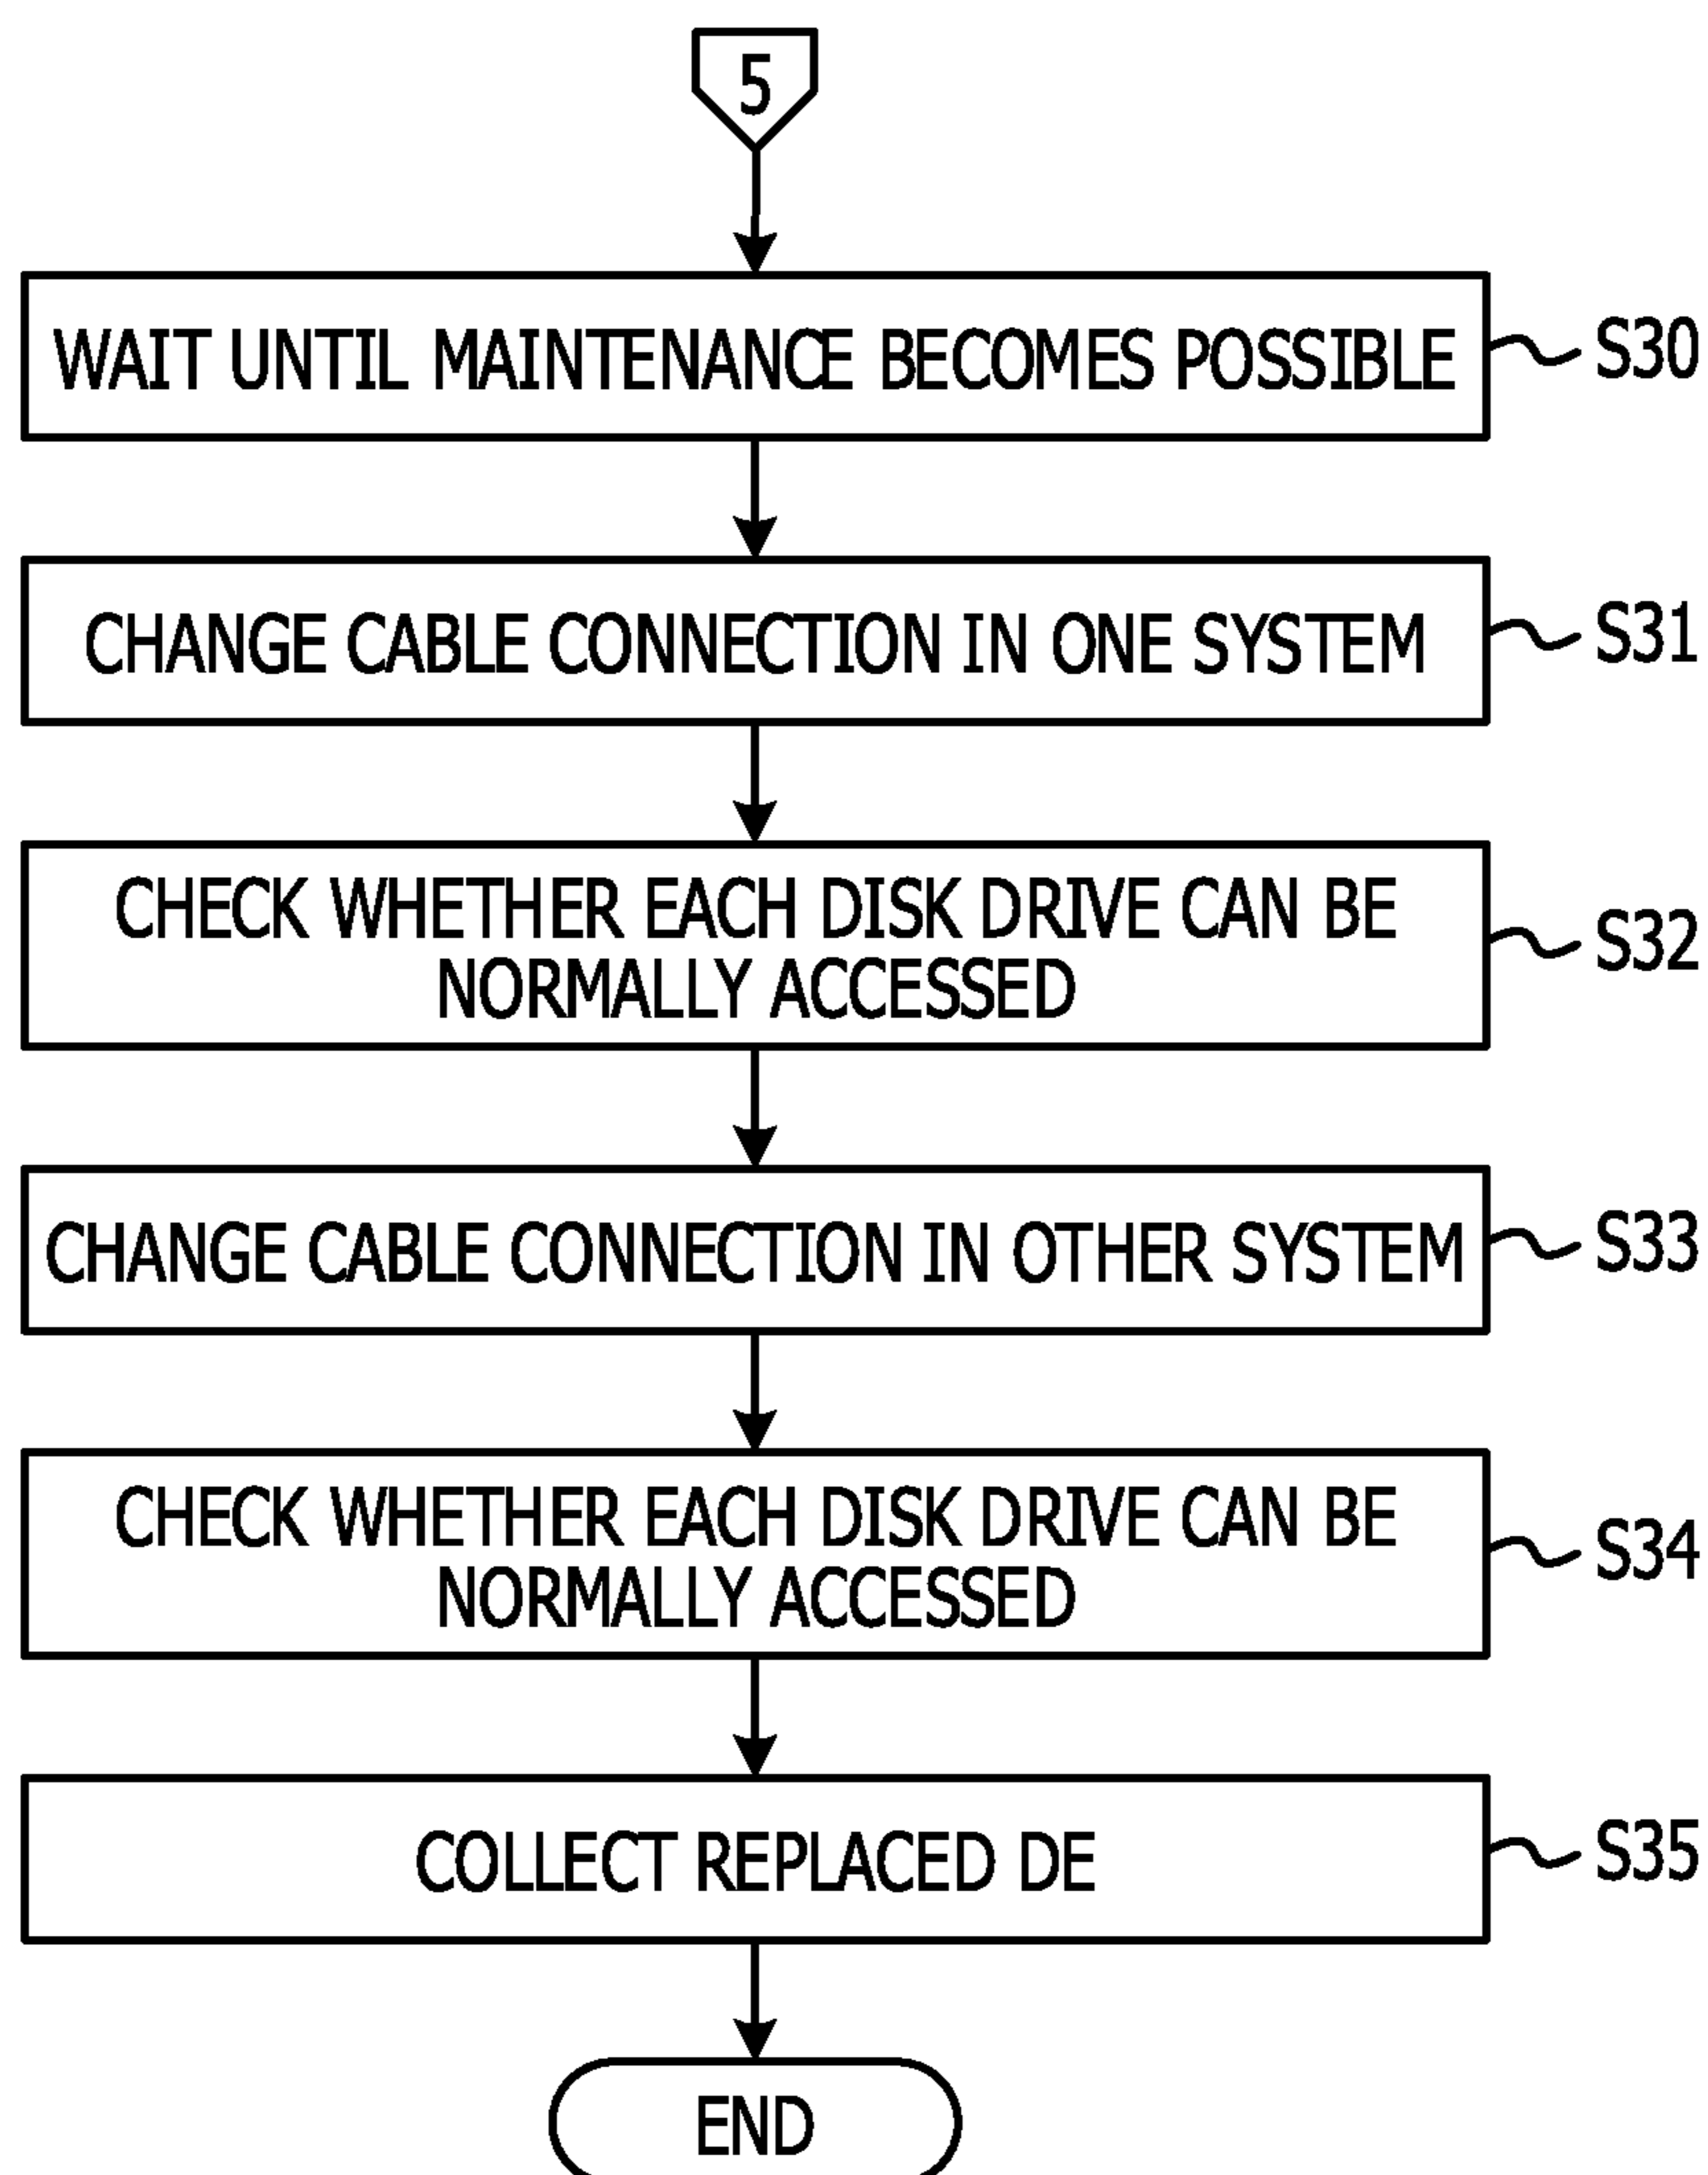 5
WAIT UNTIL MAINTENANCE BECOMES POSSIBLE
S30
CHANGE CABLE CONNECTION IN ONE SYSTEM
S31
CHECK WHETHER EACH DISK DRIVE CAN BE
NORMALLY ACCESSED
S32
CHANGE CABLE CONNECTION IN OTHER SYSTEM
S33
CHECK WHETHER EACH DISK DRIVE CAN BE
NORMALLY ACCESSED
S34
COLLECT REPLACED DE
S35
END